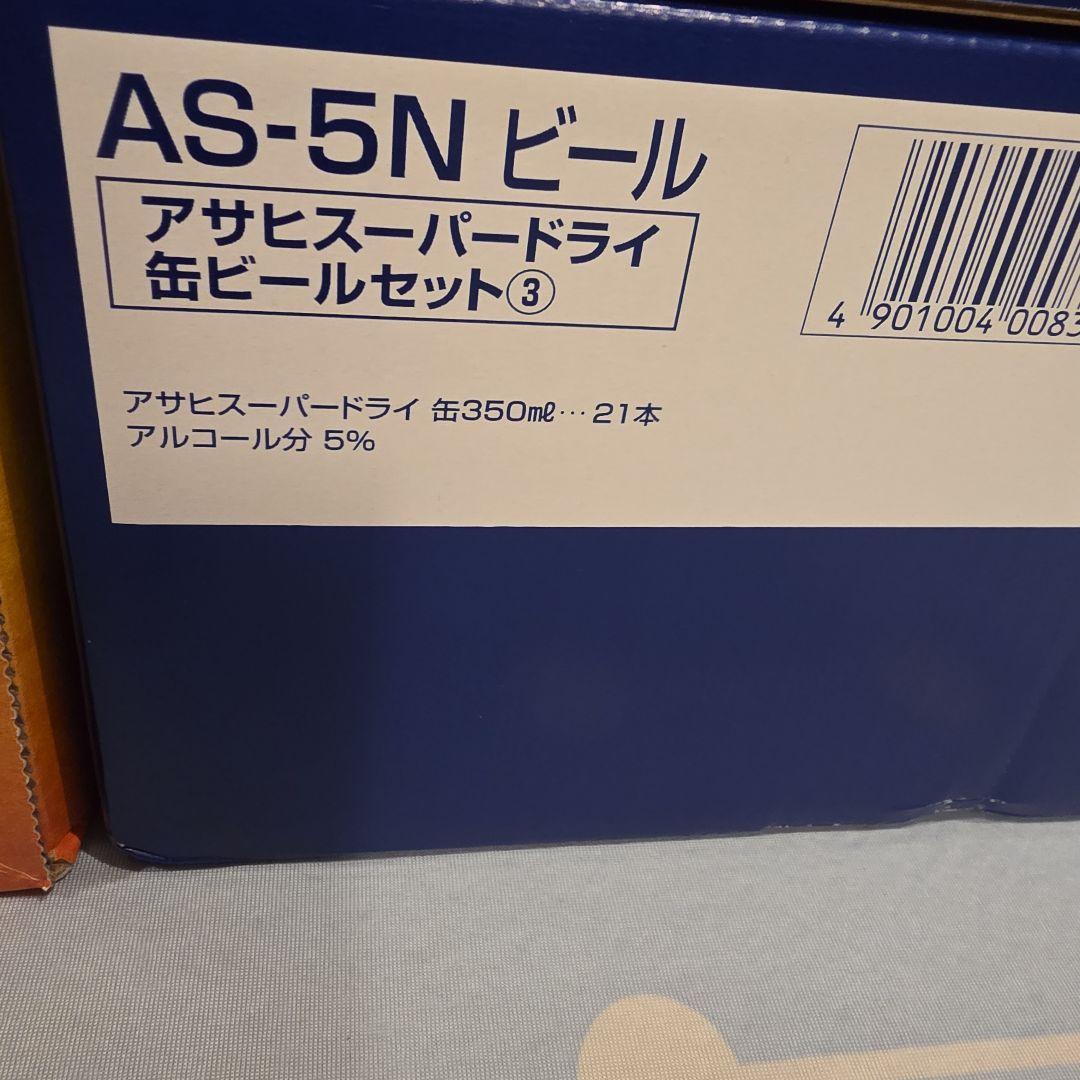 AS-5N ビール
アサヒスーパードライ
缶ビールセット③
アサヒスーパードライ 缶350㎖… 21本
アルコール分 5%
4 901004 0083